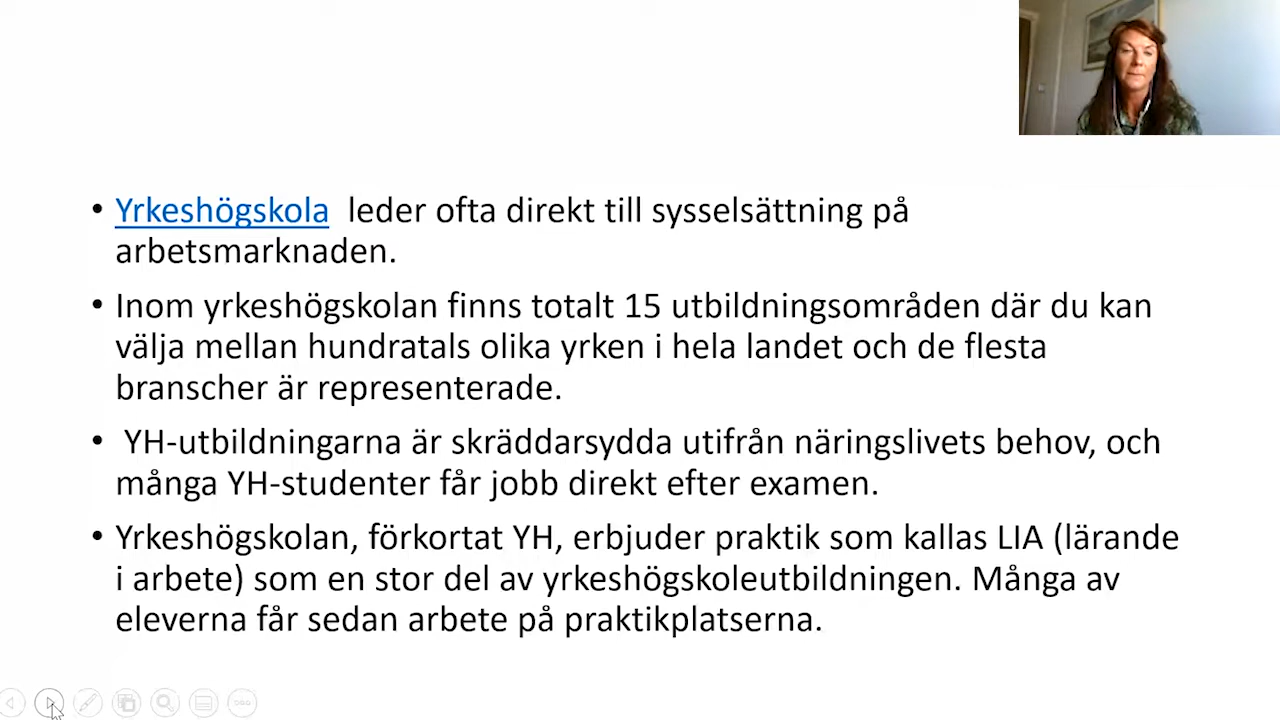 • Yrkeshögskola leder ofta direkt till sysselsättning på
arbetsmarknaden.
• Inom yrkeshögskolan finns totalt 15 utbildningsområden där du kan
välja mellan hundratals olika yrken i hela landet och de flesta
branscher är representerade.
• YH-utbildningarna är skräddarsydda utifrån näringslivets behov, och
många YH-studenter får jobb direkt efter examen.
• Yrkeshögskolan, förkortat YH, erbjuder praktik som kallas LIA (lärande
i arbete) som en stor del av yrkeshögskoleutbildningen. Många av
eleverna får sedan arbete på praktikplatserna.